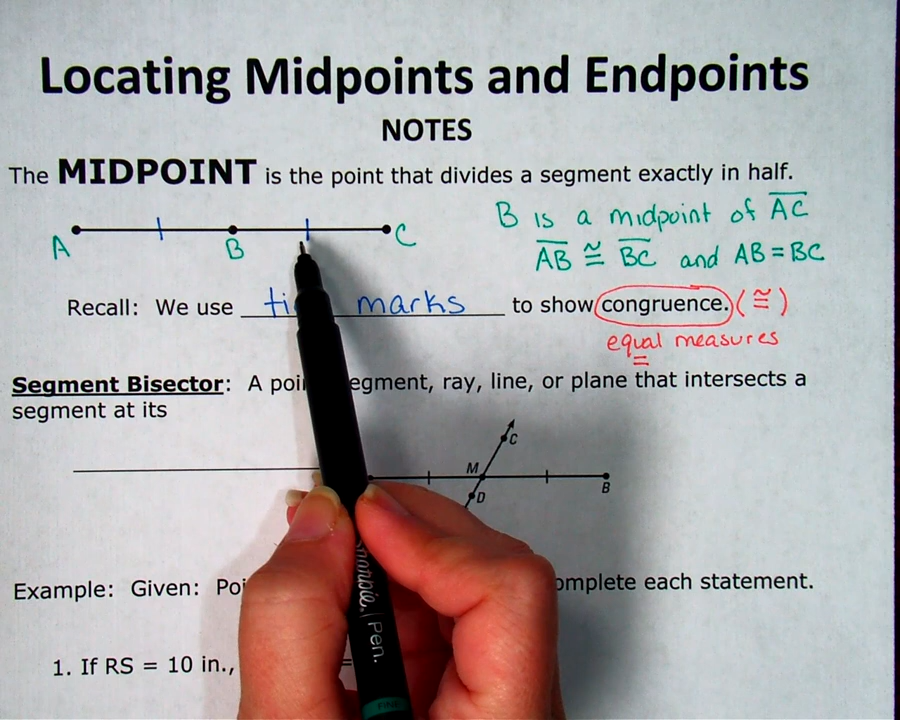 Locating Midpoints and Endpoints
NOTES
The MIDPOINT is the point that divides a segment exactly in half.
A B C
B is a midpoint of AC
AB ≅ BC and AB = BC
Recall: We use marks to show congruence. (≅)
equal measures
Segment Bisector: A segment, ray, line, or plane that intersects a
segment at its
C
M
D
B
Example: Given: each statement.
1. If RS = 10 in., =
Sharpie. Pen.
FINE